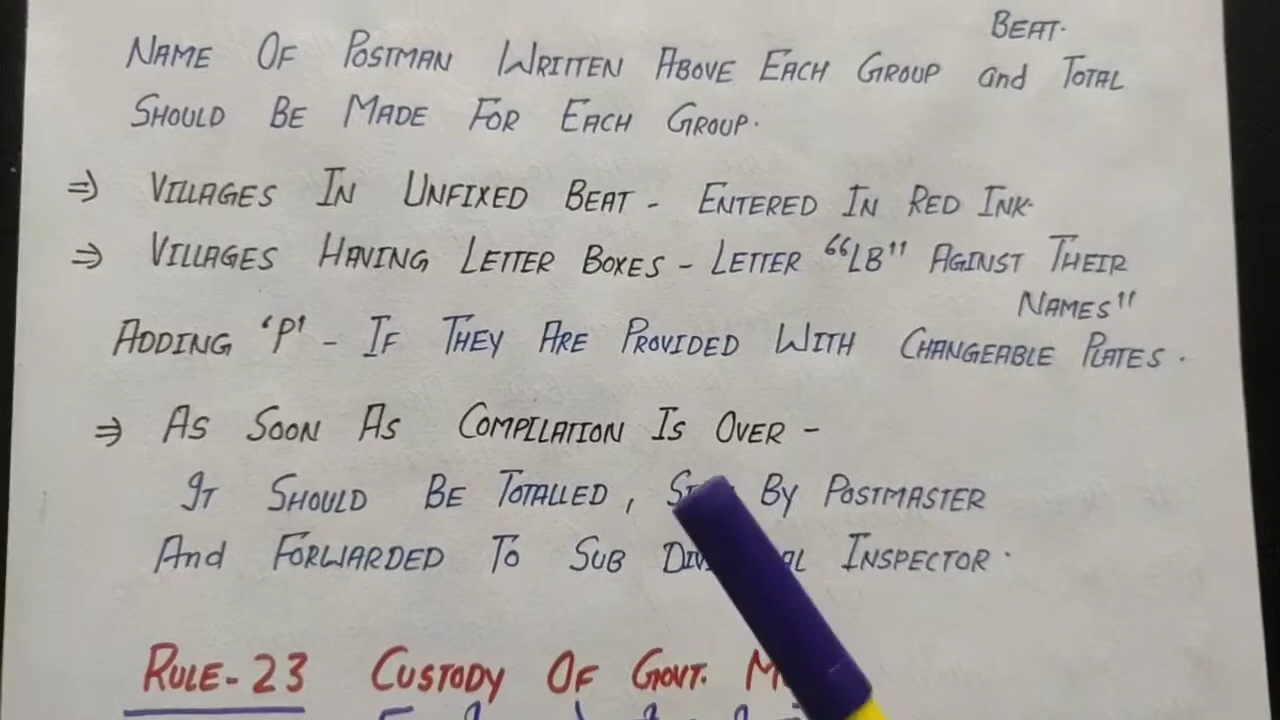 BEAT.
NAME OF POSTMAN WRITTEN ABOVE EACH GROUP and TOTAL
SHOULD BE MADE FOR EACH GROUP.
⇒ VILLAGES IN UNFIXED BEAT - ENTERED IN RED INK.
⇒ VILLAGES HAVING LETTER BOXES - LETTER "LB" AGINST THEIR
NAMES"
ADDING 'P' - IF THEY ARE PROVIDED WITH CHANGEABLE PLATES.
⇒ AS SOON AS COMPILATION IS OVER -
IT SHOULD BE TOTALLED, BY POSTMASTER
And FORWARDED TO SUB INSPECTOR.
RULE-23 CUSTODY OF GOVT.